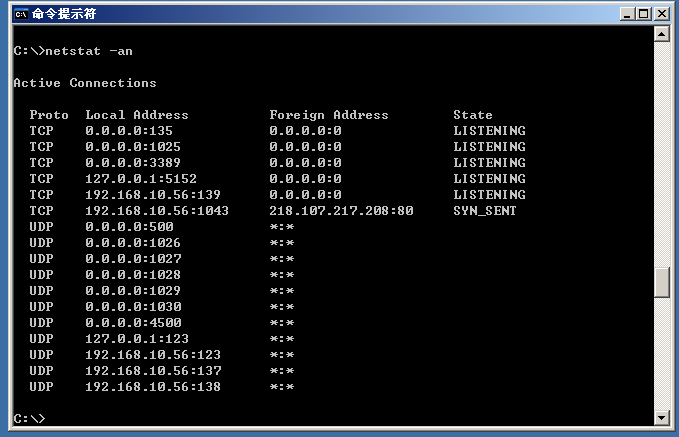 命令提示符
C:\>netstat -an
Active Connections
Proto  Local Address          Foreign Address        State
TCP    0.0.0.0:135            0.0.0.0:0              LISTENING
TCP    0.0.0.0:1025           0.0.0.0:0              LISTENING
TCP    0.0.0.0:3389           0.0.0.0:0              LISTENING
TCP    127.0.0.1:5152         0.0.0.0:0              LISTENING
TCP    192.168.10.56:139      0.0.0.0:0              LISTENING
TCP    192.168.10.56:1043     218.107.217.208:80     SYN_SENT
UDP    0.0.0.0:500            *:*
UDP    0.0.0.0:1026           *:*
UDP    0.0.0.0:1027           *:*
UDP    0.0.0.0:1028           *:*
UDP    0.0.0.0:1029           *:*
UDP    0.0.0.0:1030           *:*
UDP    0.0.0.0:4500           *:*
UDP    127.0.0.1:123          *:*
UDP    192.168.10.56:123      *:*
UDP    192.168.10.56:137      *:*
UDP    192.168.10.56:138      *:*
C:\>